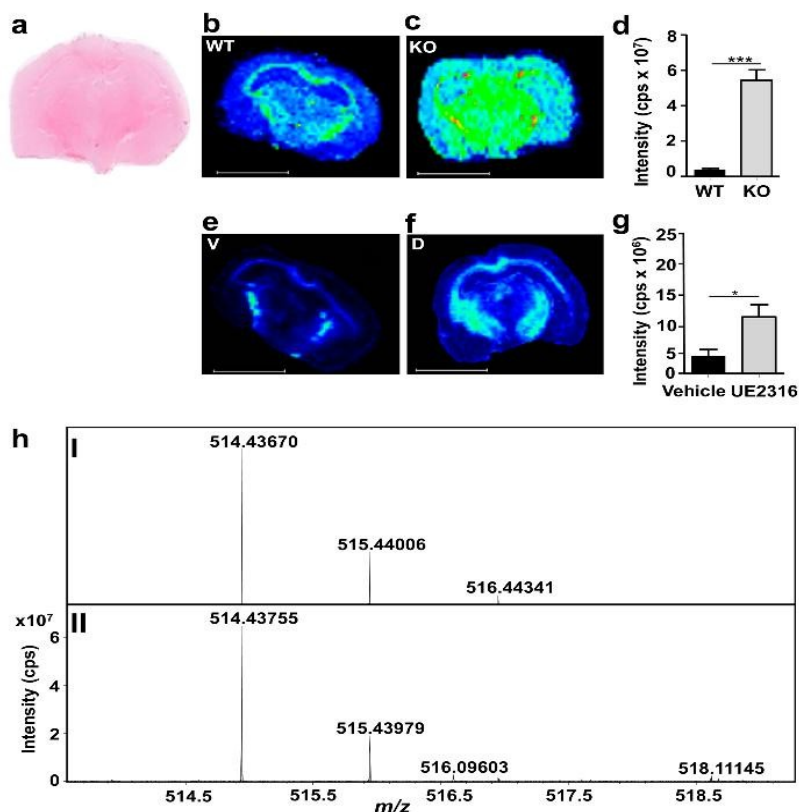 a
b
WT
c
KO
d
Intensity (cps x 10⁷)
8
6
4
2
0
***
WT KO
e
V
f
D
g
Intensity (cps x 10⁶)
25
20
15
10
5
0
*
Vehicle UE2316
h
I
514.43670
515.44006
516.44341
II
x10⁷
Intensity (cps)
6
4
2
0
514.43755
515.43979
516.09603
518.11145
514.5 515.5 516.5 517.5 518.5
m/z